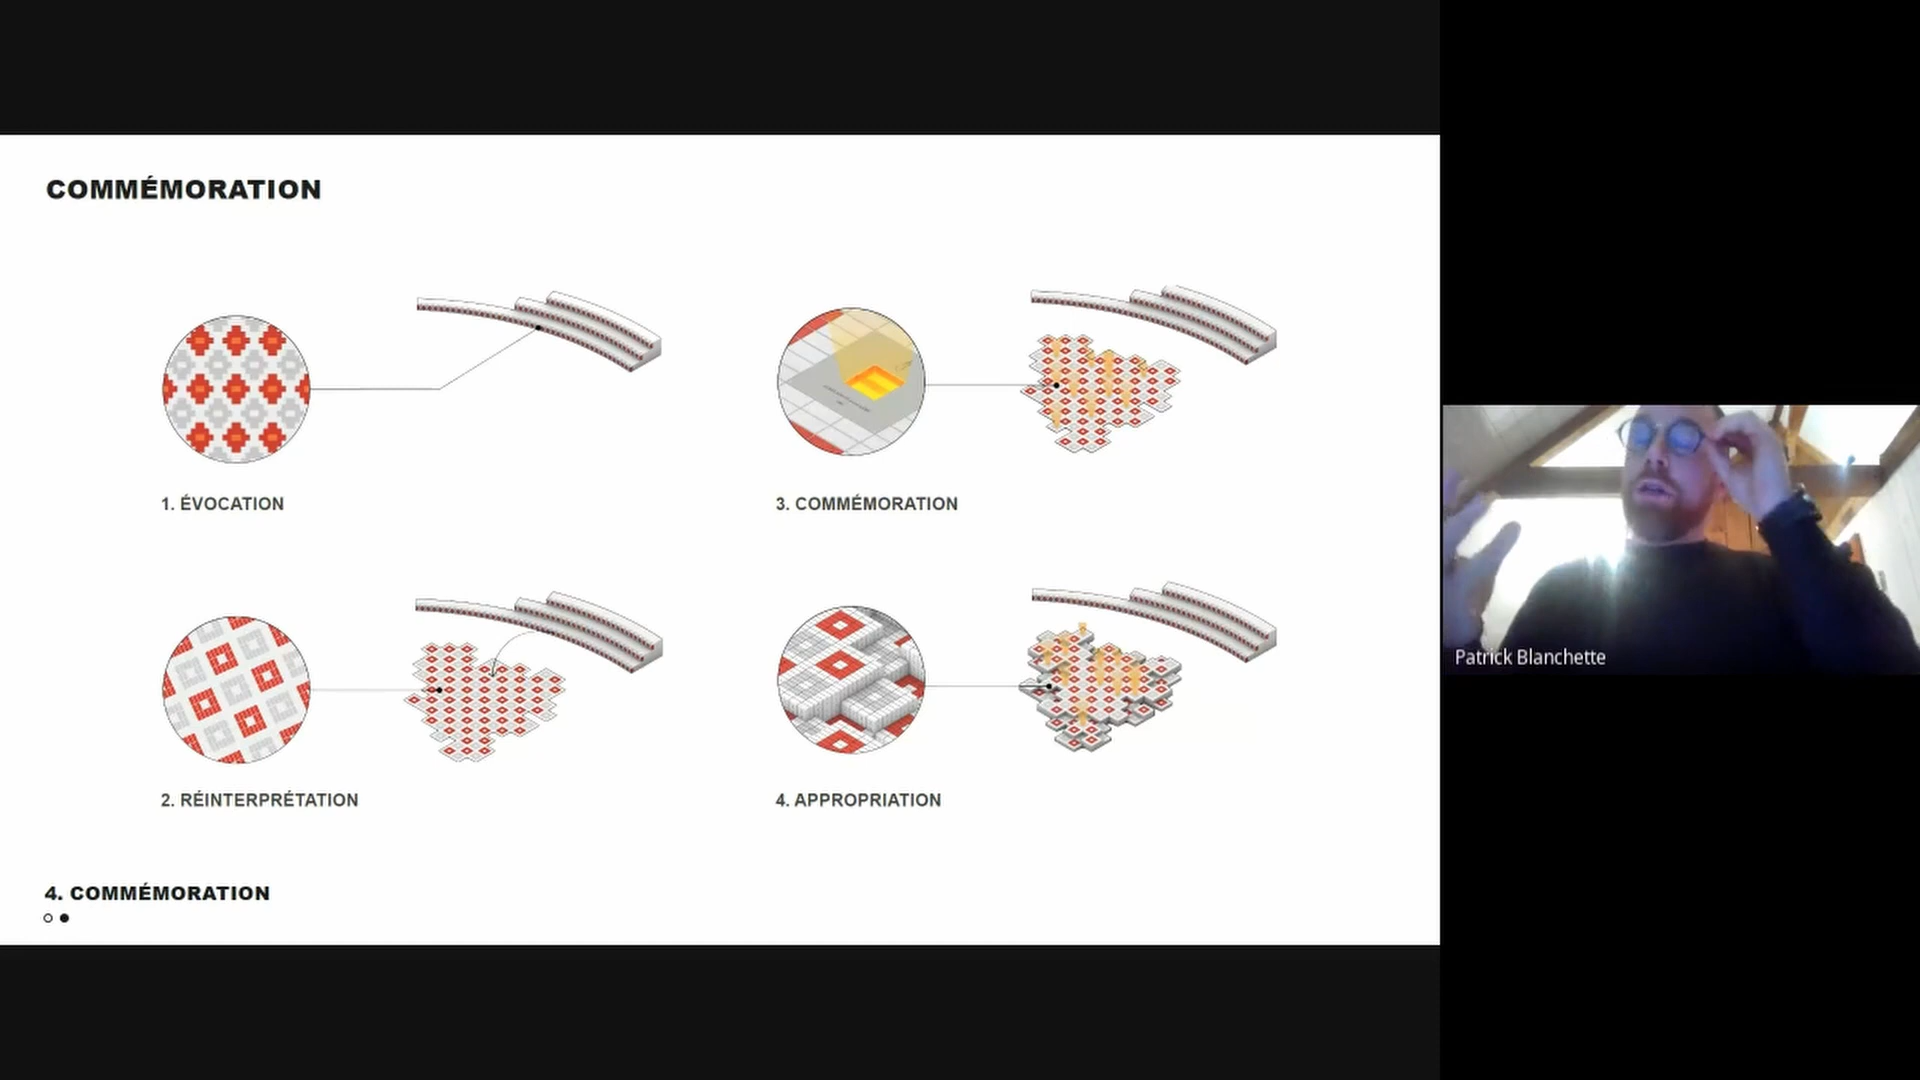 COMMÉMORATION
1. ÉVOCATION
3. COMMÉMORATION
2. RÉINTERPRÉTATION
4. APPROPRIATION
4. COMMÉMORATION
Patrick Blanchette